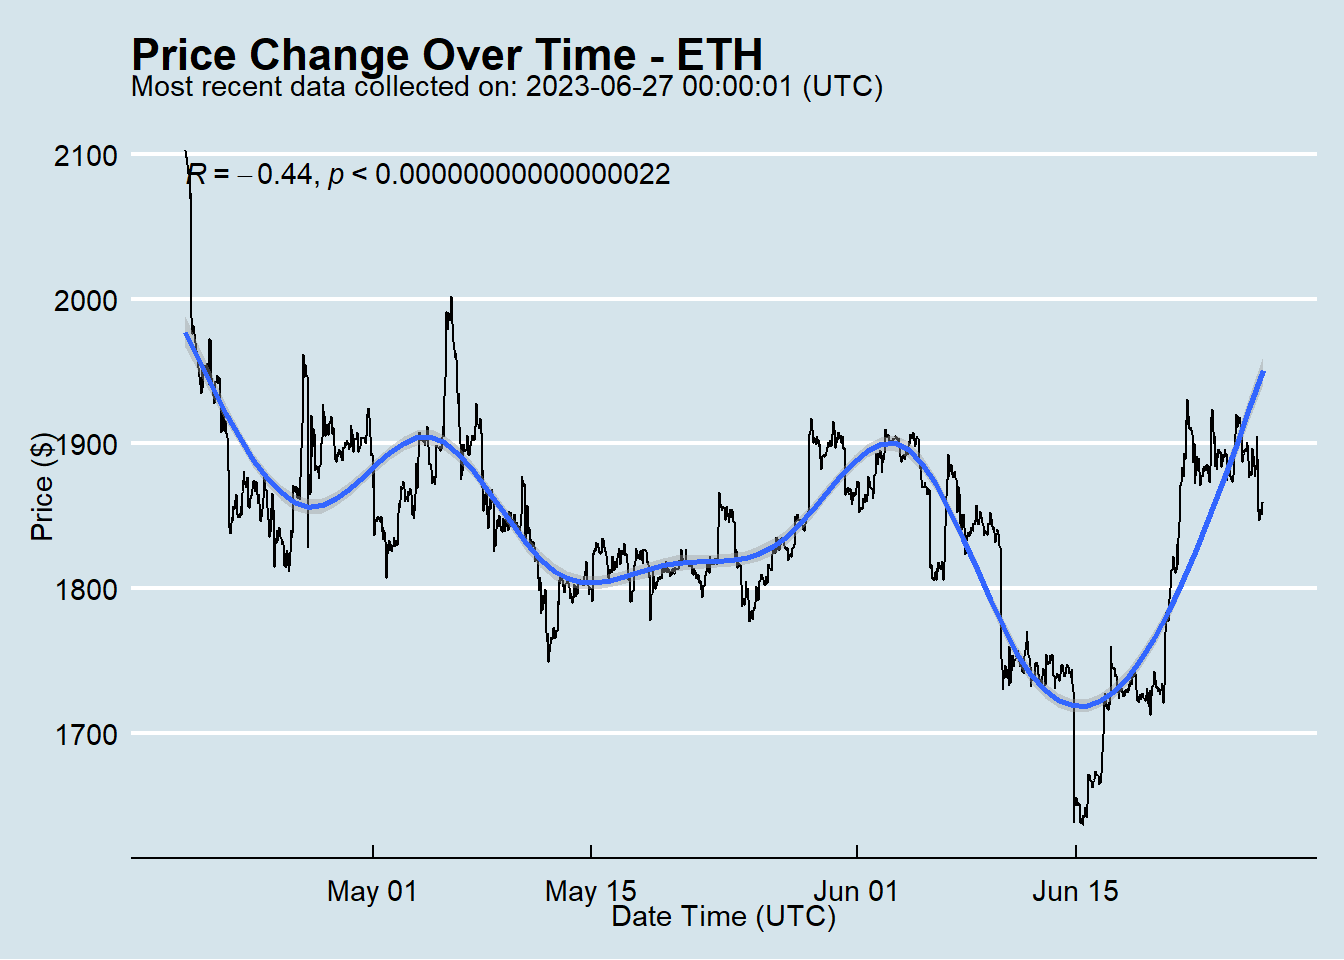 Price Change Over Time - ETH
Most recent data collected on: 2023-06-27 00:00:01 (UTC)
R = −0.44, p < 0.00000000000000022
2100
2000
1900
1800
1700
Price ($)
May 01 May 15 Jun 01 Jun 15
Date Time (UTC)